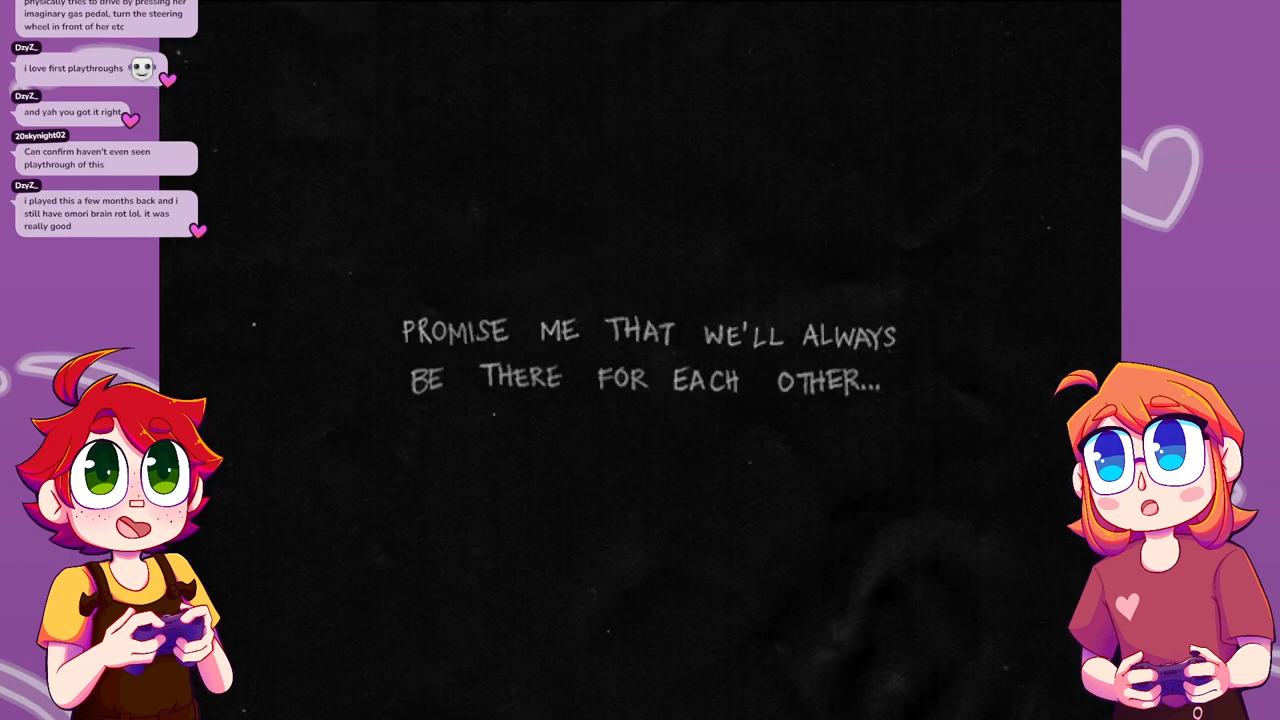 physically tries to drive by pressing her
imaginary gas pedal, turn the steering
wheel in front of her etc
DzyZ_
i love first playthroughs
DzyZ_
and yah you got it right
20skynight02
Can confirm haven't even seen
playthrough of this
DzyZ_
i played this a few months back and i
still have omori brain rot lol. it was
really good
PROMISE ME THAT WE'LL ALWAYS
BE THERE FOR EACH OTHER...